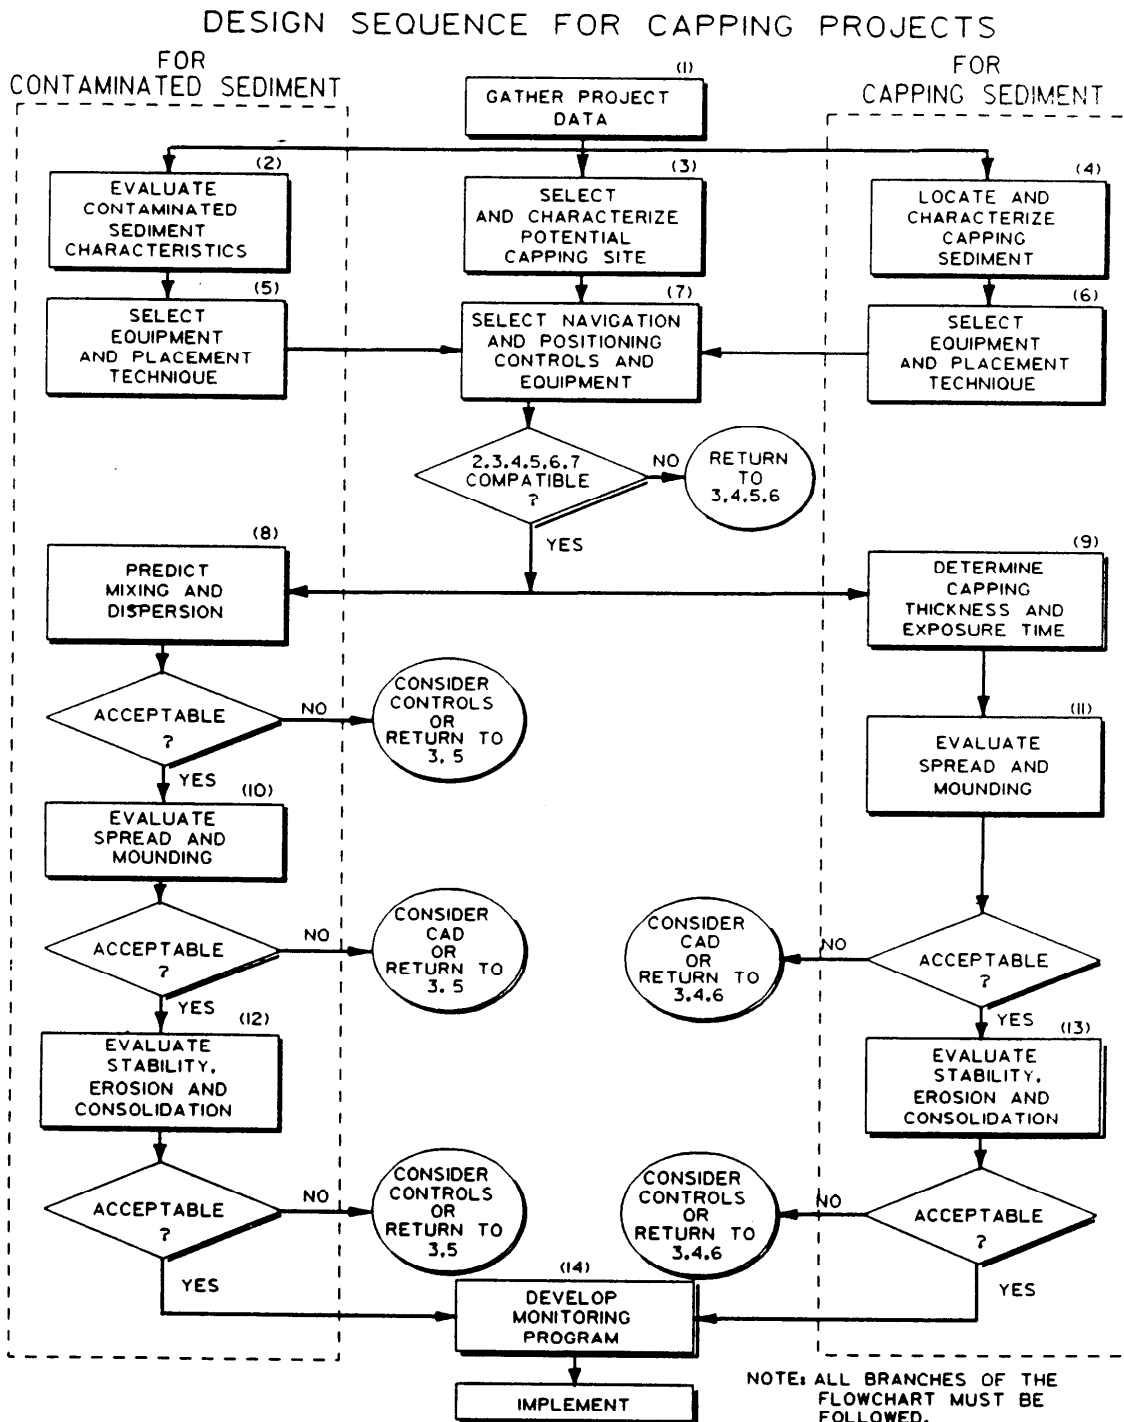 DESIGN SEQUENCE FOR CAPPING PROJECTS
FOR
CONTAMINATED SEDIMENT
FOR
CAPPING SEDIMENT
(1)
GATHER PROJECT
DATA
(2)
EVALUATE
CONTAMINATED
SEDIMENT
CHARACTERISTICS
(3)
SELECT
AND CHARACTERIZE
POTENTIAL
CAPPING SITE
(4)
LOCATE AND
CHARACTERIZE
CAPPING
SEDIMENT
(5)
SELECT
EQUIPMENT
AND PLACEMENT
TECHNIQUE
(7)
SELECT NAVIGATION
AND POSITIONING
CONTROLS AND
EQUIPMENT
(6)
SELECT
EQUIPMENT
AND PLACEMENT
TECHNIQUE
2.3.4.5.6.7
COMPATIBLE
?
NO
RETURN
TO
3.4.5.6
YES
(8)
PREDICT
MIXING AND
DISPERSION
(9)
DETERMINE
CAPPING
THICKNESS AND
EXPOSURE TIME
ACCEPTABLE
?
NO
CONSIDER
CONTROLS
OR
RETURN TO
3. 5
YES
(11)
EVALUATE
SPREAD AND
MOUNDING
(10)
EVALUATE
SPREAD AND
MOUNDING
ACCEPTABLE
?
NO
CONSIDER
CAD
OR
RETURN TO
3. 5
YES
CONSIDER
CAD
OR
RETURN TO
3.4.6
NO
ACCEPTABLE
?
YES
(12)
EVALUATE
STABILITY,
EROSION AND
CONSOLIDATION
(13)
EVALUATE
STABILITY,
EROSION AND
CONSOLIDATION
ACCEPTABLE
?
NO
CONSIDER
CONTROLS
OR
RETURN TO
3.5
YES
CONSIDER
CONTROLS
OR
RETURN TO
3.4.6
NO
ACCEPTABLE
?
YES
(14)
DEVELOP
MONITORING
PROGRAM
IMPLEMENT
NOTE: ALL BRANCHES OF THE
FLOWCHART MUST BE
FOLLOWED.